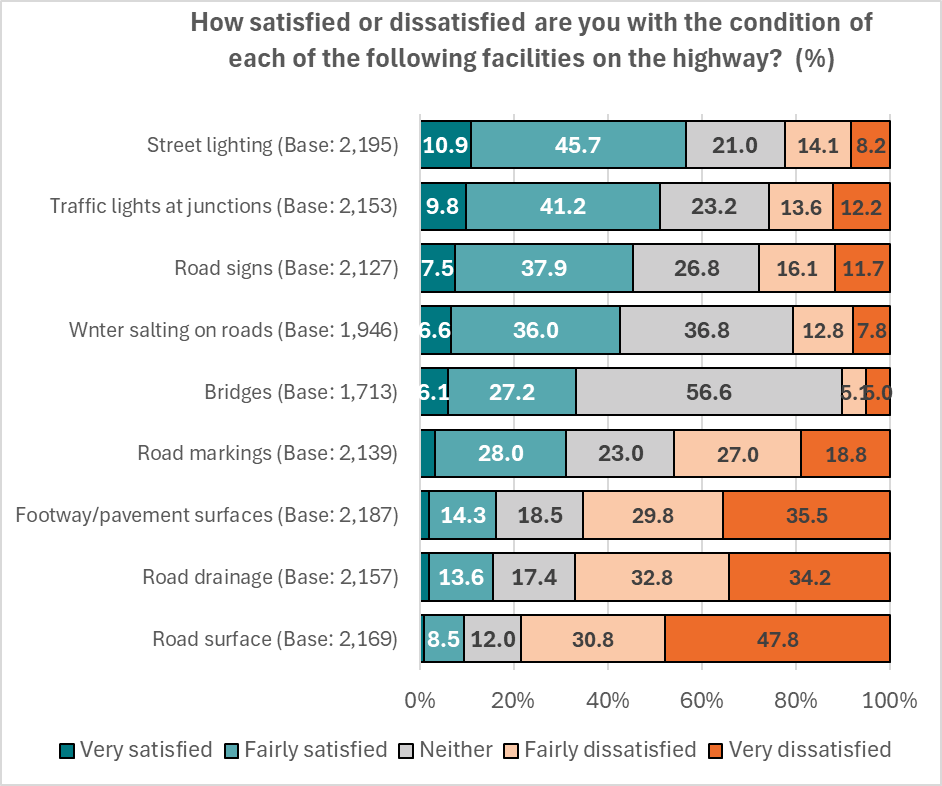 How satisfied or dissatisfied are you with the condition of
each of the following facilities on the highway?  (%)
Street lighting (Base: 2,195) 10.9 45.7 21.0 14.1 8.2
Traffic lights at junctions (Base: 2,153) 9.8 41.2 23.2 13.6 12.2
Road signs (Base: 2,127) 7.5 37.9 26.8 16.1 11.7
Wnter salting on roads (Base: 1,946) 6.6 36.0 36.8 12.8 7.8
Bridges (Base: 1,713) 6.1 27.2 56.6 5.1 5.0
Road markings (Base: 2,139) 28.0 23.0 27.0 18.8
Footway/pavement surfaces (Base: 2,187) 14.3 18.5 29.8 35.5
Road drainage (Base: 2,157) 13.6 17.4 32.8 34.2
Road surface (Base: 2,169) 8.5 12.0 30.8 47.8
0% 20% 40% 60% 80% 100%
Very satisfied Fairly satisfied Neither Fairly dissatisfied Very dissatisfied